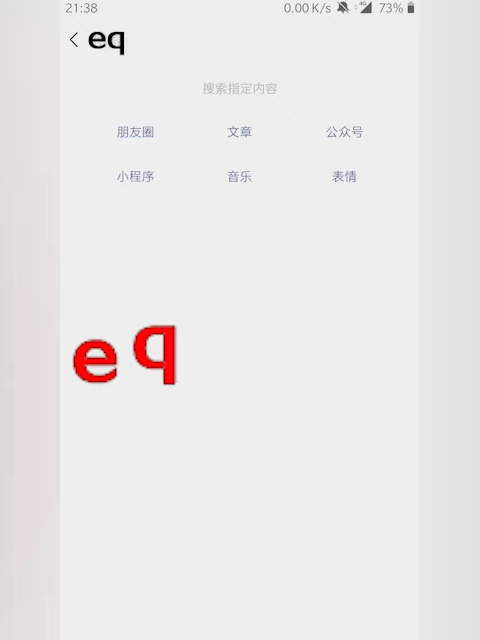 21:38 0.00 K/s 4G 73%
eq
搜索指定内容
朋友圈 文章 公众号
小程序 音乐 表情
eq